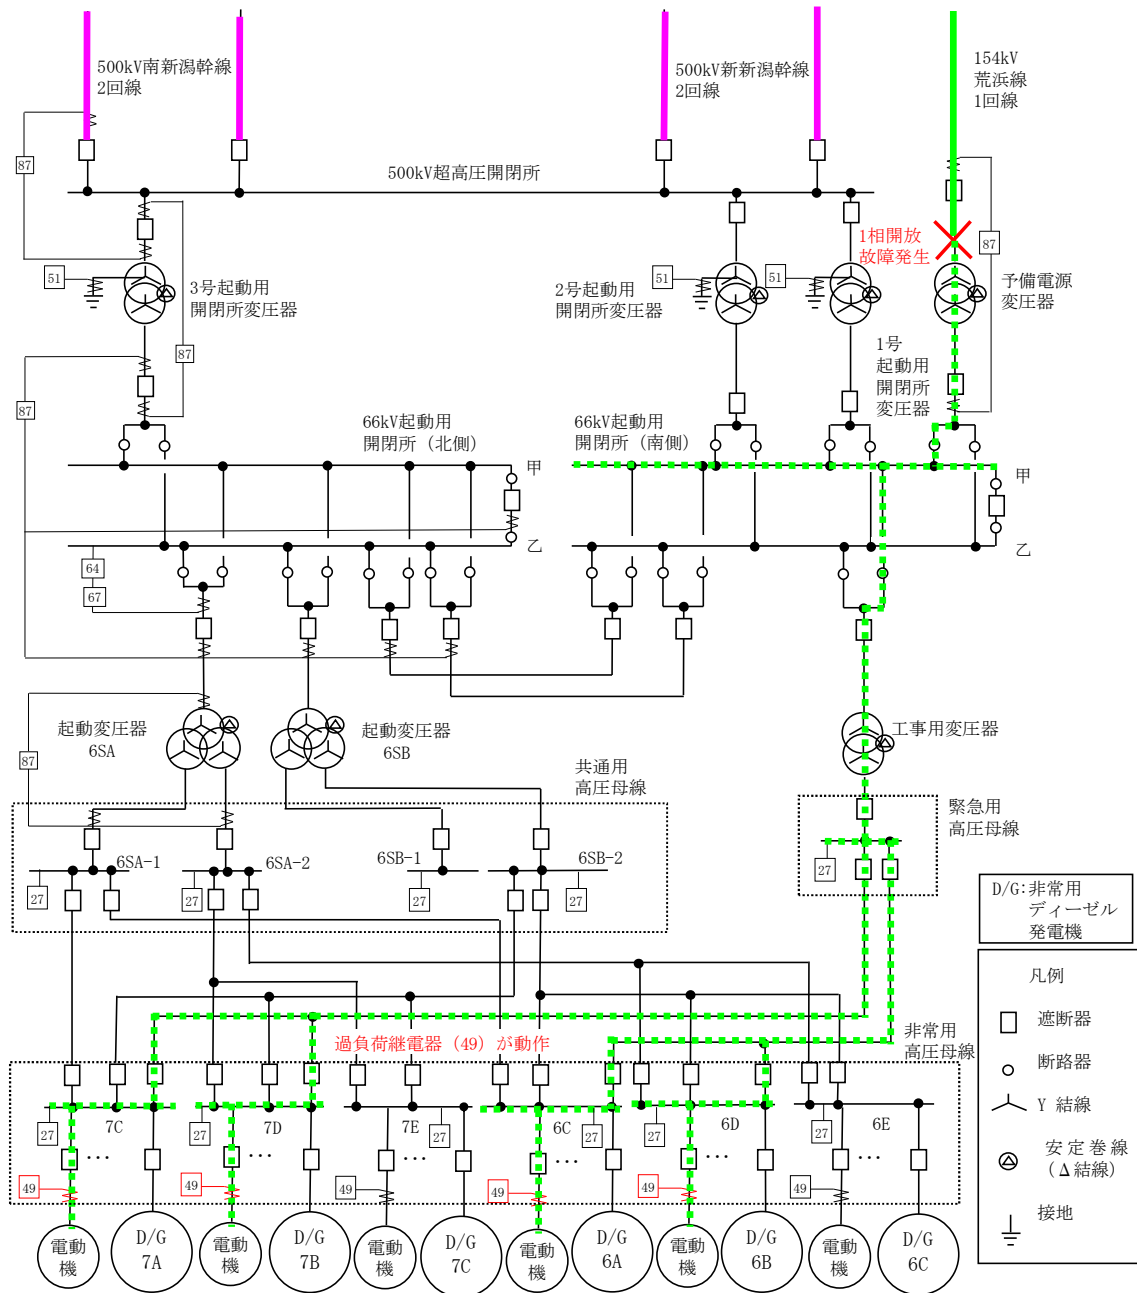 500kV南新潟幹線
2回線
500kV新新潟幹線
2回線
154kV
荒浜線
1回線
87
500kV超高圧開閉所
1相開放
故障発生
87
51
3号起動用
開閉所変圧器
51
2号起動用
開閉所変圧器
51
予備電源
変圧器
87
1号
起動用
開閉所
変圧器
87
66kV起動用
開閉所(北側)
66kV起動用
開閉所(南側)
甲
甲
乙
乙
64
67
起動変圧器
6SA
起動変圧器
6SB
工事用変圧器
87
共通用
高圧母線
緊急用
高圧母線
6SA-1
6SA-2
6SB-1
6SB-2
27
27
27
27
27
D/G:非常用
ディーゼル
発電機
凡例
遮断器
断路器
Y 結線
安定巻線
(Δ結線)
接地
過負荷継電器(49)が動作
非常用
高圧母線
7C
7D
7E
6C
6D
6E
27
27
27
27
27
27
…
…
…
…
…
…
49
49
49
49
49
49
電動
機
D/G
7A
電動
機
D/G
7B
電動
機
D/G
7C
電動
機
D/G
6A
電動
機
D/G
6B
電動
機
D/G
6C